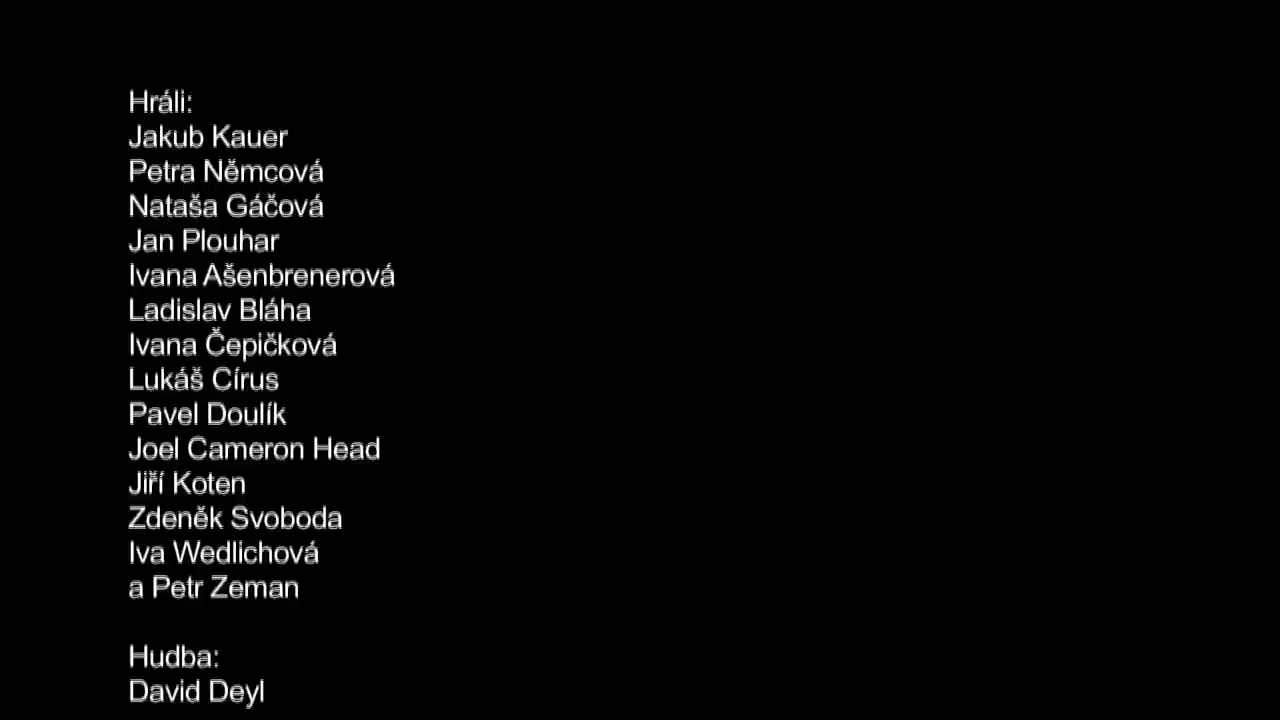 Hráli:
Jakub Kauer
Petra Němcová
Nataša Gáčová
Jan Plouhar
Ivana Ašenbrenerová
Ladislav Bláha
Ivana Čepičková
Lukáš Círus
Pavel Doulík
Joel Cameron Head
Jiří Koten
Zdeněk Svoboda
Iva Wedlichová
a Petr Zeman
Hudba:
David Deyl